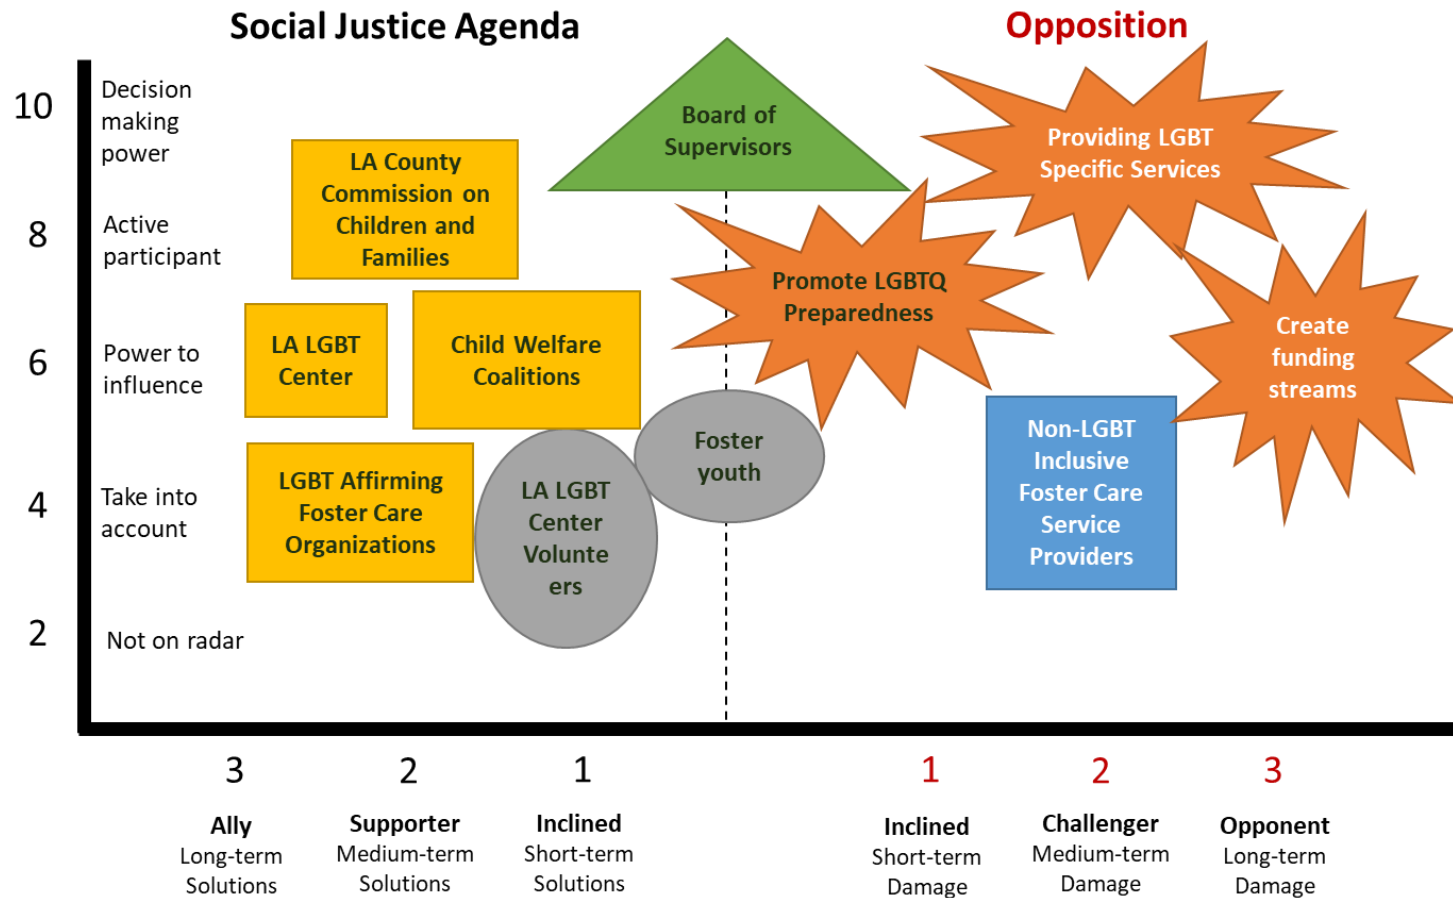 Social Justice Agenda
Opposition
10
Decision
making
power
8
Active
participant
6
Power to
influence
4
Take into
account
2
Not on radar
Board of
Supervisors
LA County
Commission on
Children and
Families
LA LGBT
Center
Child Welfare
Coalitions
LGBT Affirming
Foster Care
Organizations
LA LGBT
Center
Volunte
ers
Foster
youth
Promote LGBTQ
Preparedness
Providing LGBT
Specific Services
Create
funding
streams
Non-LGBT
Inclusive
Foster Care
Service
Providers
3
Ally
Long-term
Solutions
2
Supporter
Medium-term
Solutions
1
Inclined
Short-term
Solutions
1
Inclined
Short-term
Damage
2
Challenger
Medium-term
Damage
3
Opponent
Long-term
Damage